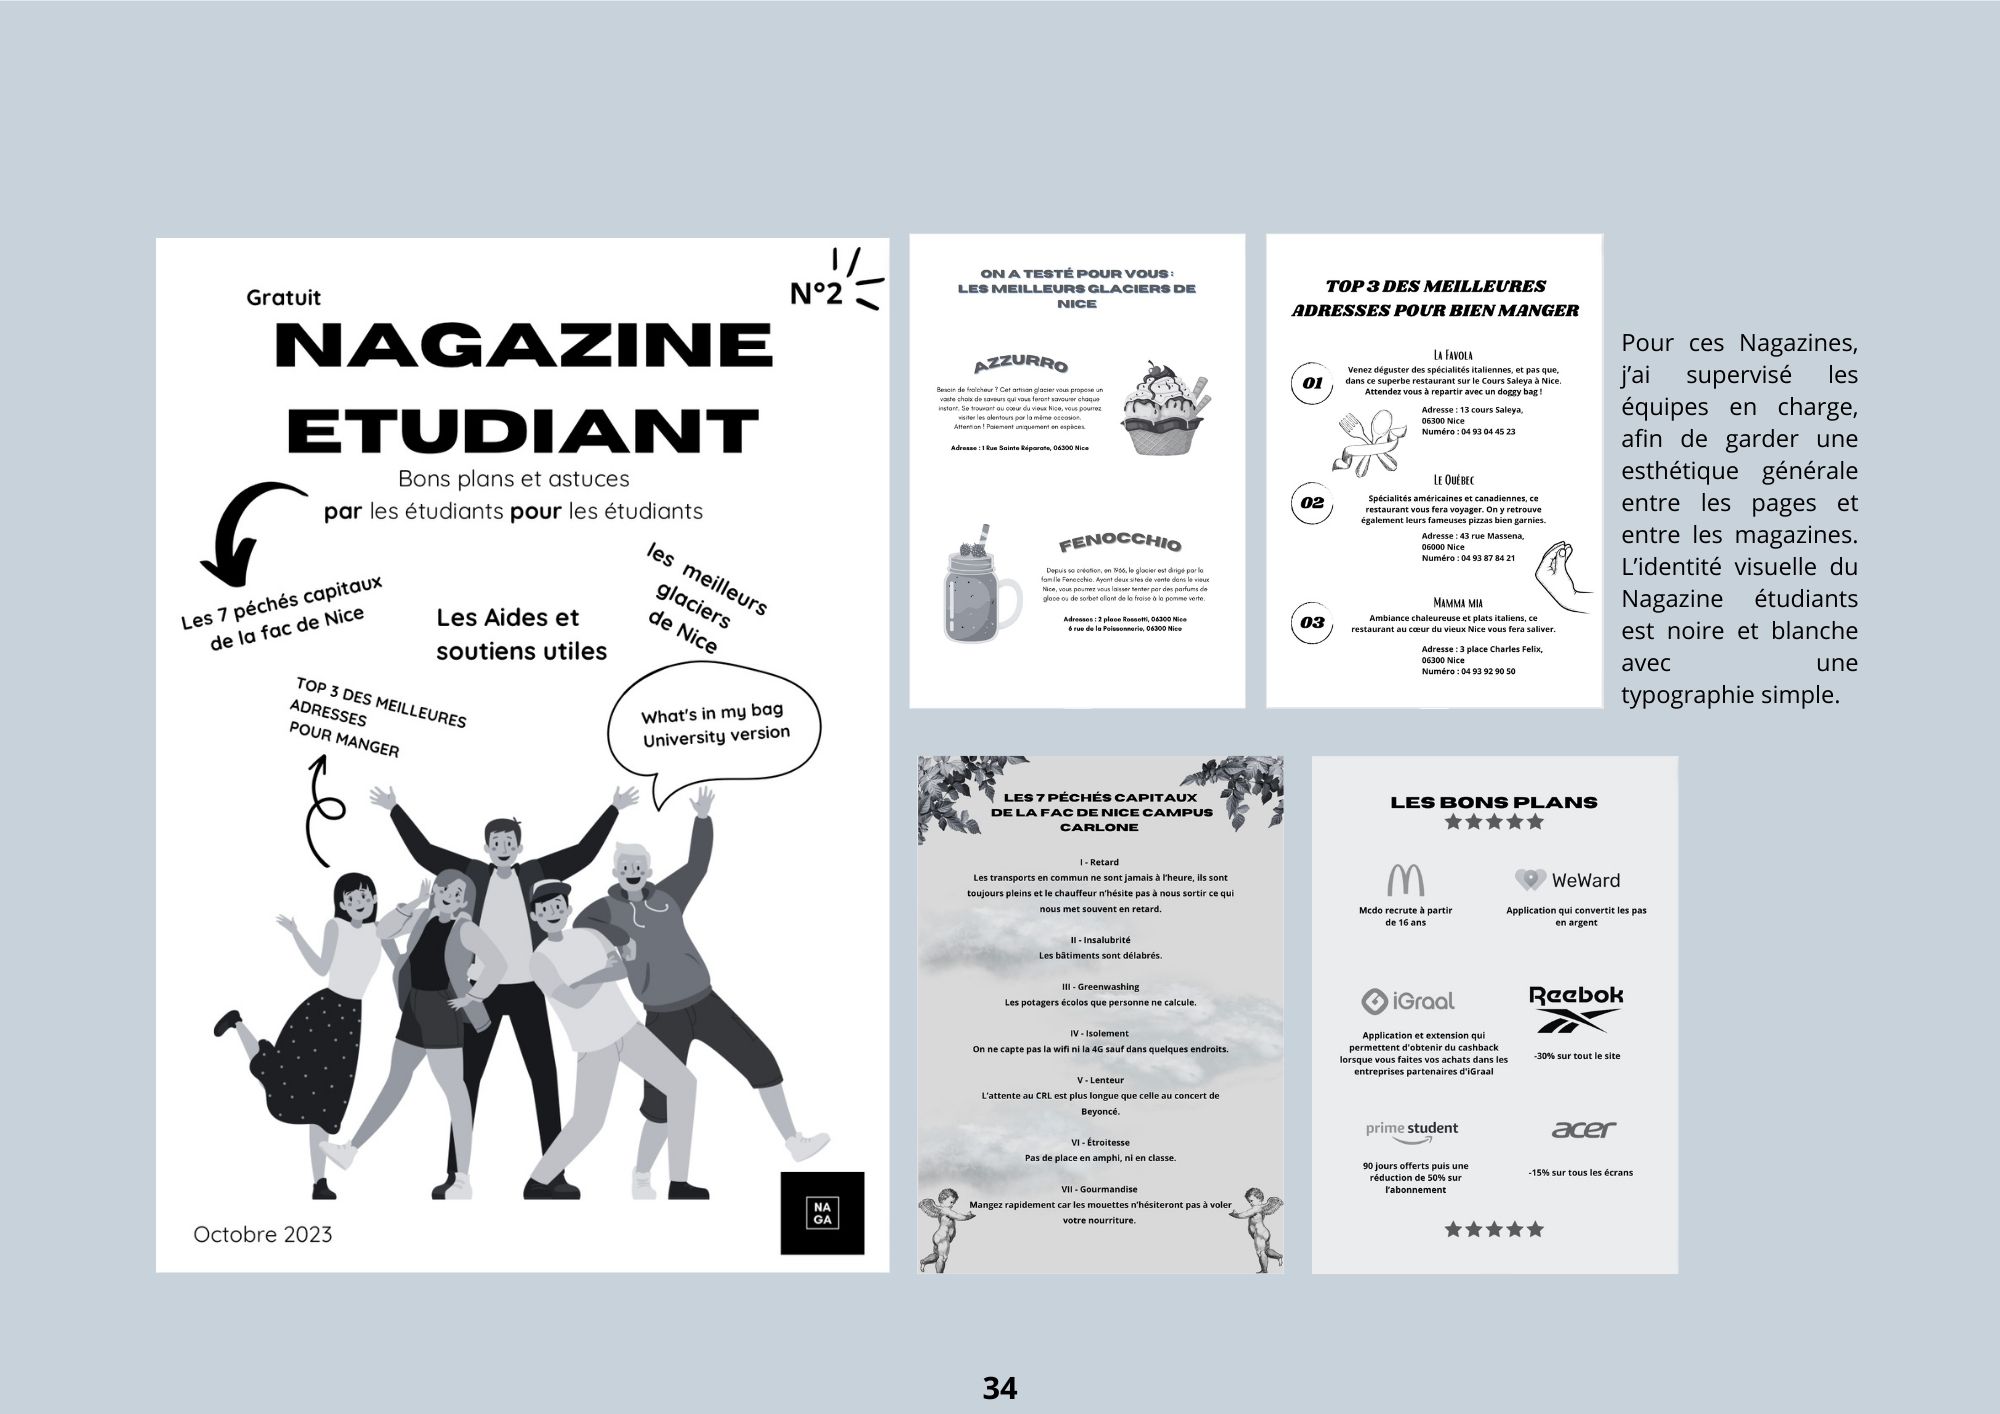 Gratuit
N°2
NAGAZINE
ETUDIANT
Bons plans et astuces
par les étudiants pour les étudiants
Les 7 péchés capitaux
de la fac de Nice
Les Aides et
soutiens utiles
les meilleurs
glaciers
de Nice
TOP 3 DES MEILLEURES
ADRESSES
POUR MANGER
What's in my bag
University version
Octobre 2023
NA
GA
ON A TESTÉ POUR VOUS :
LES MEILLEURS GLACIERS DE
NICE
AZZURRO
Besoin de fraîcheur ? Cet artisan glacier vous propose un
vaste choix de saveurs qui vous feront savourer chaque
instant. Se trouvant au cœur du vieux Nice, vous pourrez
visiter les alentours par la même occasion.
Attention ! Paiement uniquement en espèces.
Adresse : 1 Rue Sainte Réparate, 06300 Nice
FENOCCHIO
Depuis sa création, en 1966, le glacier est dirigé par la
famille Fenocchio. Ayant deux sites de vente dans le vieux
Nice, vous pourrez vous laisser tenter par des parfums de
glace ou de sorbet allant de la fraise à la pomme verte.
Adresses : 2 place Rossetti, 06300 Nice
6 rue de la Poissonnerie, 06300 Nice
TOP 3 DES MEILLEURES
ADRESSES POUR BIEN MANGER
01
LA FAVOLA
Venez déguster des spécialités italiennes, et pas que,
dans ce superbe restaurant sur le Cours Saleya à Nice.
Attendez vous à repartir avec un doggy bag !
Adresse : 13 cours Saleya,
06300 Nice
Numéro : 04 93 04 45 23
02
LE QUÉBEC
Spécialités américaines et canadiennes, ce
restaurant vous fera voyager. On y retrouve
également leurs fameuses pizzas bien garnies.
Adresse : 43 rue Massena,
06000 Nice
Numéro : 04 93 87 84 21
03
MAMMA MIA
Ambiance chaleureuse et plats italiens, ce
restaurant au cœur du vieux Nice vous fera saliver.
Adresse : 3 place Charles Felix,
06300 Nice
Numéro : 04 93 92 90 50
Pour ces Nagazines,
j'ai supervisé les
équipes en charge,
afin de garder une
esthétique générale
entre les pages et
entre les magazines.
L'identité visuelle du
Nagazine étudiants
est noire et blanche
avec une
typographie simple.
LES 7 PÉCHÉS CAPITAUX
DE LA FAC DE NICE CAMPUS
CARLONE
I - Retard
Les transports en commun ne sont jamais à l'heure, ils sont
toujours pleins et le chauffeur n'hésite pas à nous sortir ce qui
nous met souvent en retard.
II - Insalubrité
Les bâtiments sont délabrés.
III - Greenwashing
Les potagers écolos que personne ne calcule.
IV - Isolement
On ne capte pas la wifi ni la 4G sauf dans quelques endroits.
V - Lenteur
L'attente au CRL est plus longue que celle au concert de
Beyoncé.
VI - Étroitesse
Pas de place en amphi, ni en classe.
VII - Gourmandise
Mangez rapidement car les mouettes n'hésiteront pas à voler
votre nourriture.
LES BONS PLANS
Mcdo recrute à partir
de 16 ans
WeWard
Application qui convertit les pas
en argent
iGraal
Application et extension qui
permettent d'obtenir du cashback
lorsque vous faites vos achats dans les
entreprises partenaires d'iGraal
Reebok
-30% sur tout le site
prime student
90 jours offerts puis une
réduction de 50% sur
l'abonnement
acer
-15% sur tous les écrans
34